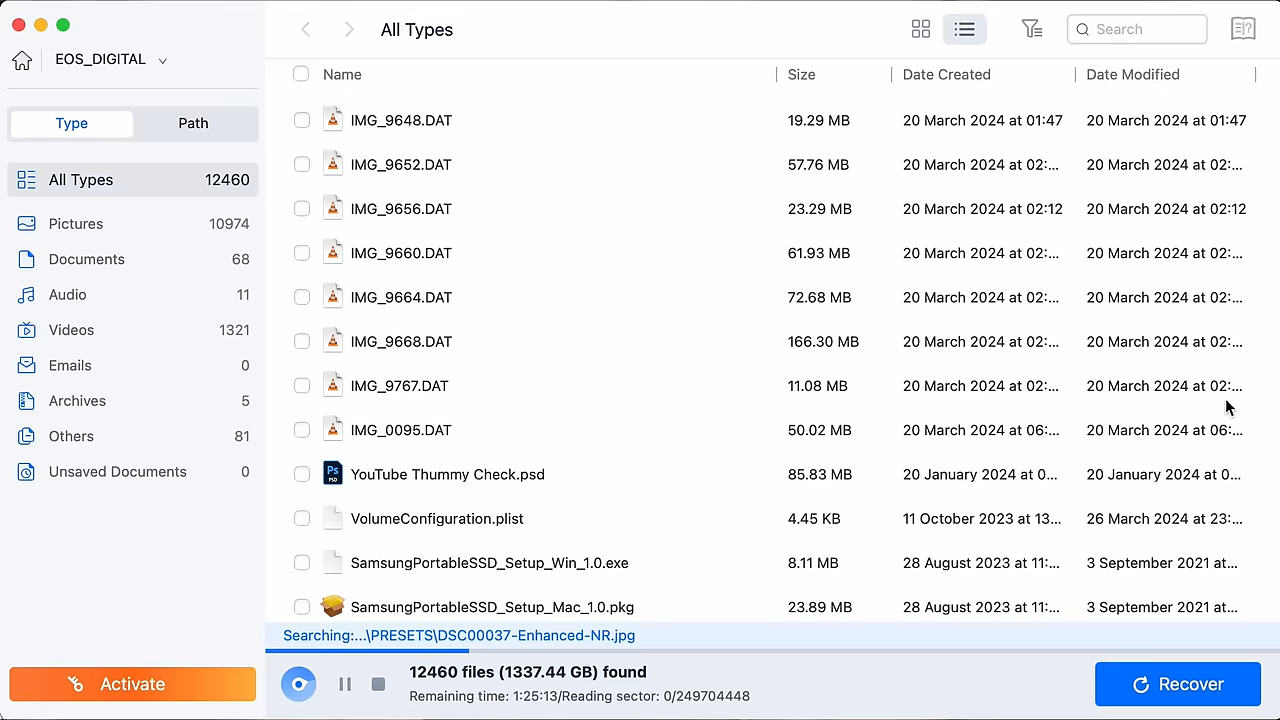 EOS_DIGITAL
All Types
Search
Type Path
All Types 12460
Pictures 10974
Documents 68
Audio 11
Videos 1321
Emails 0
Archives 5
Others 81
Unsaved Documents 0
Activate
Name Size Date Created Date Modified
IMG_9648.DAT 19.29 MB 20 March 2024 at 01:47 20 March 2024 at 01:47
IMG_9652.DAT 57.76 MB 20 March 2024 at 02:... 20 March 2024 at 02:...
IMG_9656.DAT 23.29 MB 20 March 2024 at 02:12 20 March 2024 at 02:12
IMG_9660.DAT 61.93 MB 20 March 2024 at 02:... 20 March 2024 at 02:...
IMG_9664.DAT 72.68 MB 20 March 2024 at 02:... 20 March 2024 at 02:...
IMG_9668.DAT 166.30 MB 20 March 2024 at 02:... 20 March 2024 at 02:...
IMG_9767.DAT 11.08 MB 20 March 2024 at 02:... 20 March 2024 at 02:...
IMG_0095.DAT 50.02 MB 20 March 2024 at 06:... 20 March 2024 at 06:...
Ps PSD YouTube Thummy Check.psd 85.83 MB 20 January 2024 at 0... 20 January 2024 at 0...
VolumeConfiguration.plist 4.45 KB 11 October 2023 at 13... 26 March 2024 at 23:...
SamsungPortableSSD_Setup_Win_1.0.exe 8.11 MB 28 August 2023 at 11:... 3 September 2021 at...
SamsungPortableSSD_Setup_Mac_1.0.pkg 23.89 MB 28 August 2023 at 11:... 3 September 2021 at...
Searching:...\PRESETS\DSC00037-Enhanced-NR.jpg
12460 files (1337.44 GB) found
Remaining time: 1:25:13/Reading sector: 0/249704448
Recover